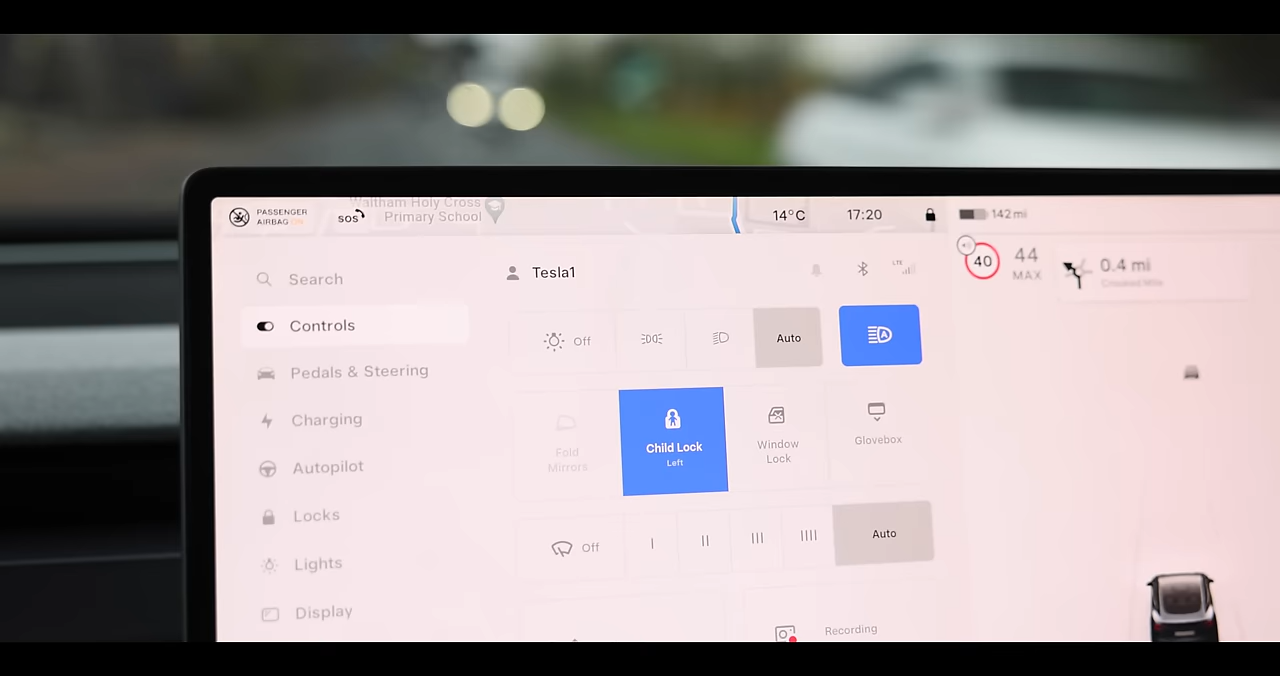 Waltham Holy Cross
Primary School
PASSENGER
AIRBAG ON
SOS
14°C
17:20
142 mi
Search
Tesla1
LTE
40
44
MAX
0.4 mi
Controls
Off
Auto
A
Pedals & Steering
Charging
Fold
Mirrors
Child Lock
Left
Window
Lock
Glovebox
Autopilot
Locks
Off
I
II
III
IIII
Auto
Lights
Display
Recording